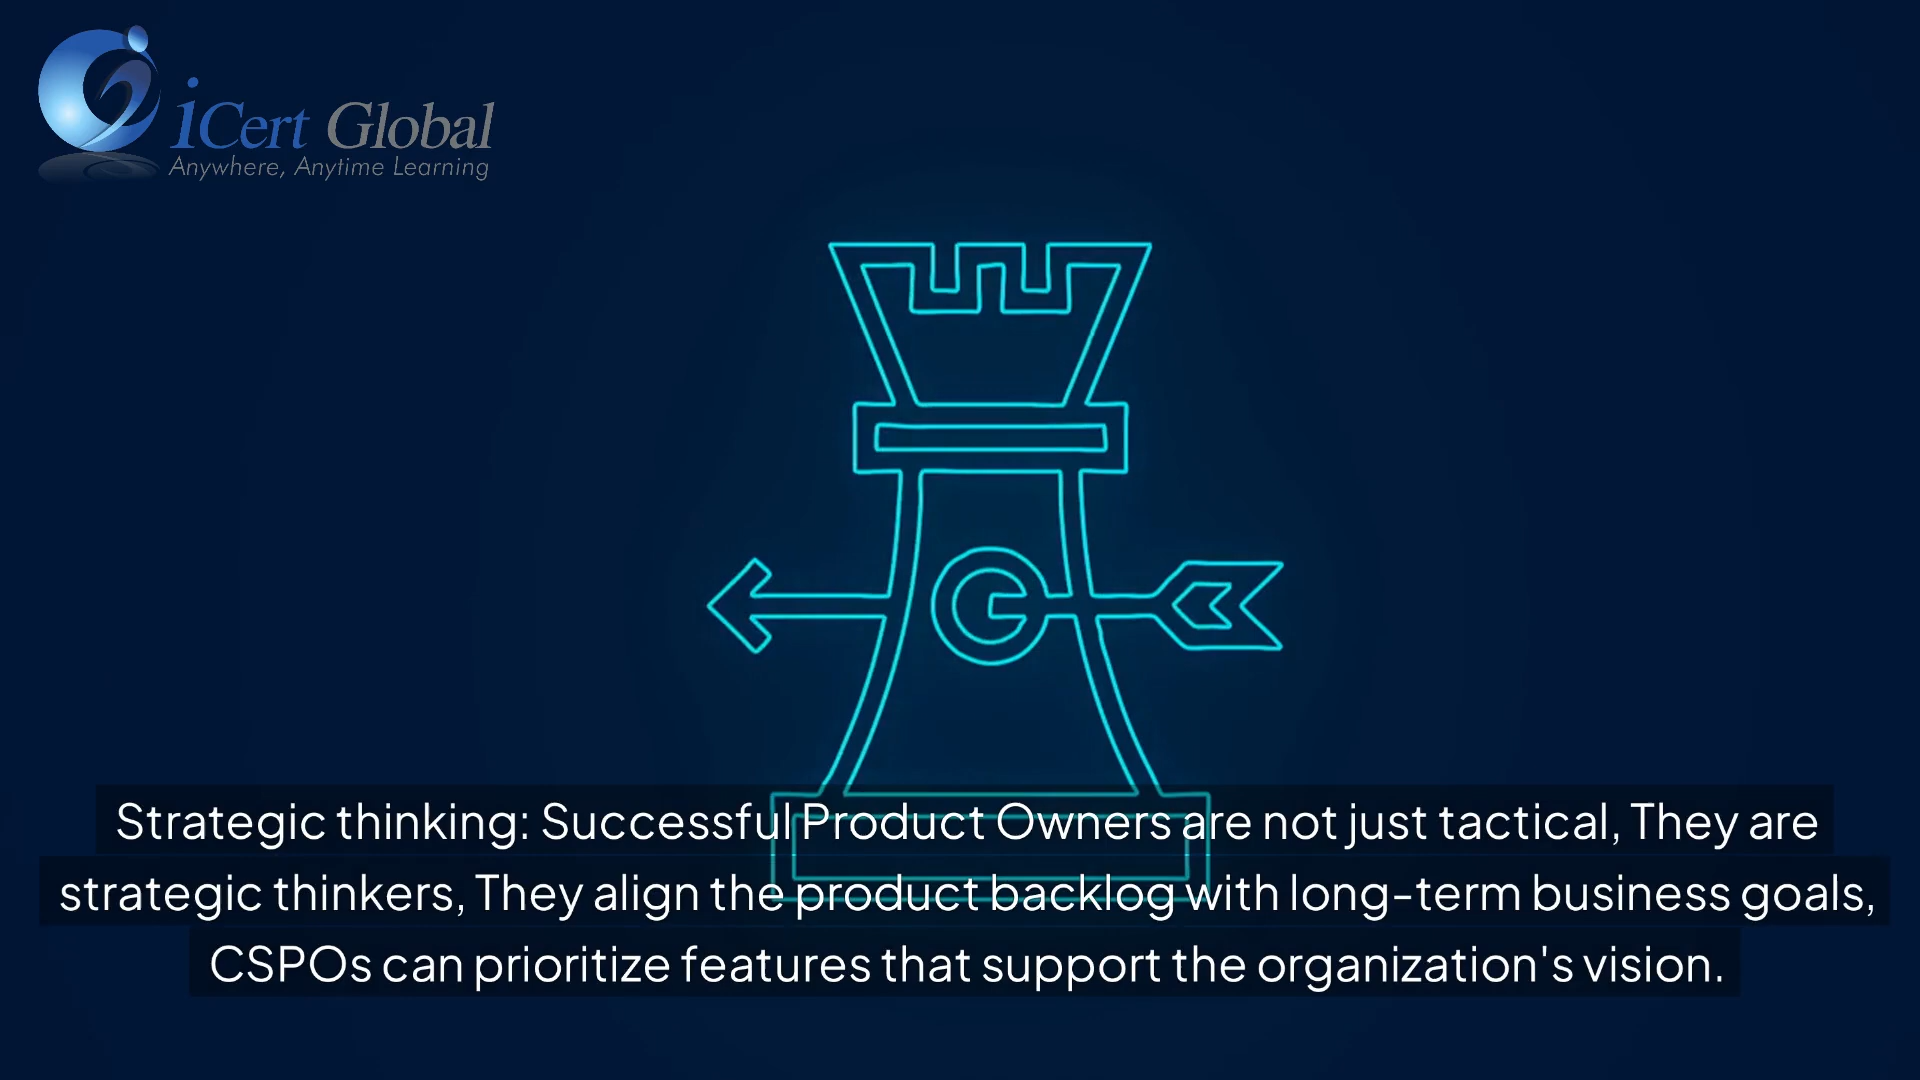 iCert Global
Anywhere, Anytime Learning
Strategic thinking: Successful Product Owners are not just tactical, They are
strategic thinkers, They align the product backlog with long-term business goals,
CSPOs can prioritize features that support the organization's vision.